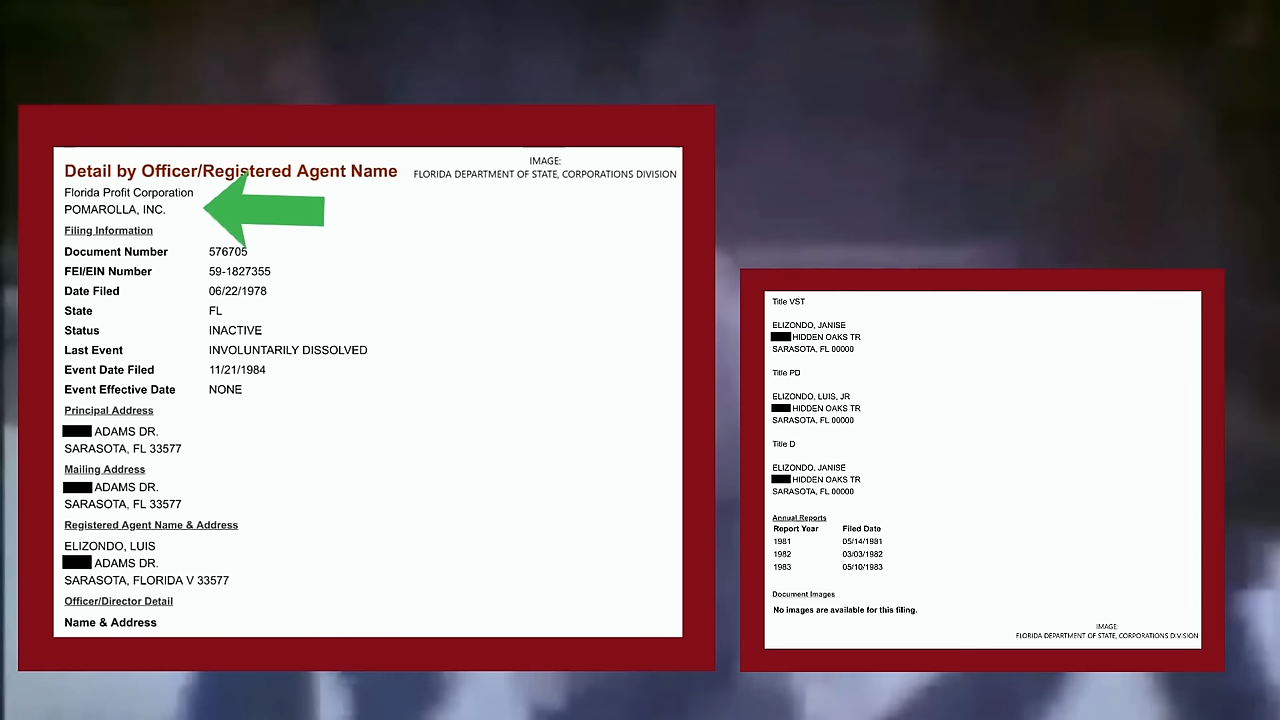 Detail by Officer/Registered Agent Name
IMAGE:
FLORIDA DEPARTMENT OF STATE, CORPORATIONS DIVISION
Florida Profit Corporation
POMAROLLA, INC.
Filing Information
Document Number 576705
FEI/EIN Number 59-1827355
Date Filed 06/22/1978
State FL
Status INACTIVE
Last Event INVOLUNTARILY DISSOLVED
Event Date Filed 11/21/1984
Event Effective Date NONE
Principal Address
ADAMS DR.
SARASOTA, FL 33577
Mailing Address
ADAMS DR.
SARASOTA, FL 33577
Registered Agent Name & Address
ELIZONDO, LUIS
ADAMS DR.
SARASOTA, FLORIDA V 33577
Officer/Director Detail
Name & Address
Title VST
ELIZONDO, JANISE
HIDDEN OAKS TR
SARASOTA, FL 00000
Title PD
ELIZONDO, LUIS, JR
HIDDEN OAKS TR
SARASOTA, FL 00000
Title D
ELIZONDO, JANISE
HIDDEN OAKS TR
SARASOTA, FL 00000
Annual Reports
Report Year Filed Date
1981 05/14/1981
1982 03/03/1982
1983 05/10/1983
Document Images
No images are available for this filing.
IMAGE:
FLORIDA DEPARTMENT OF STATE, CORPORATIONS DIVISION